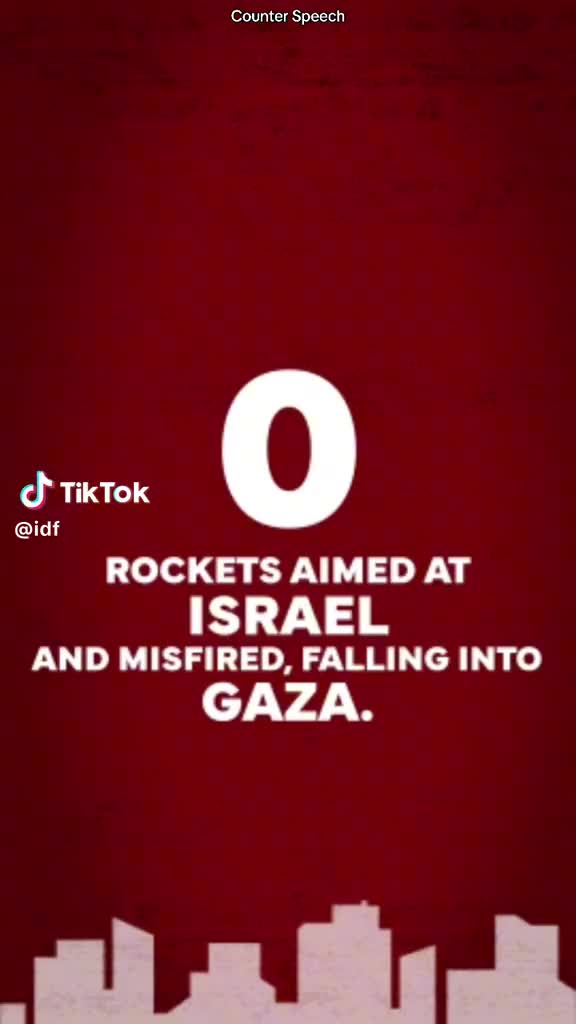 Counter Speech
0
TikTok
@idf
ROCKETS AIMED AT
ISRAEL
AND MISFIRED, FALLING INTO
GAZA.